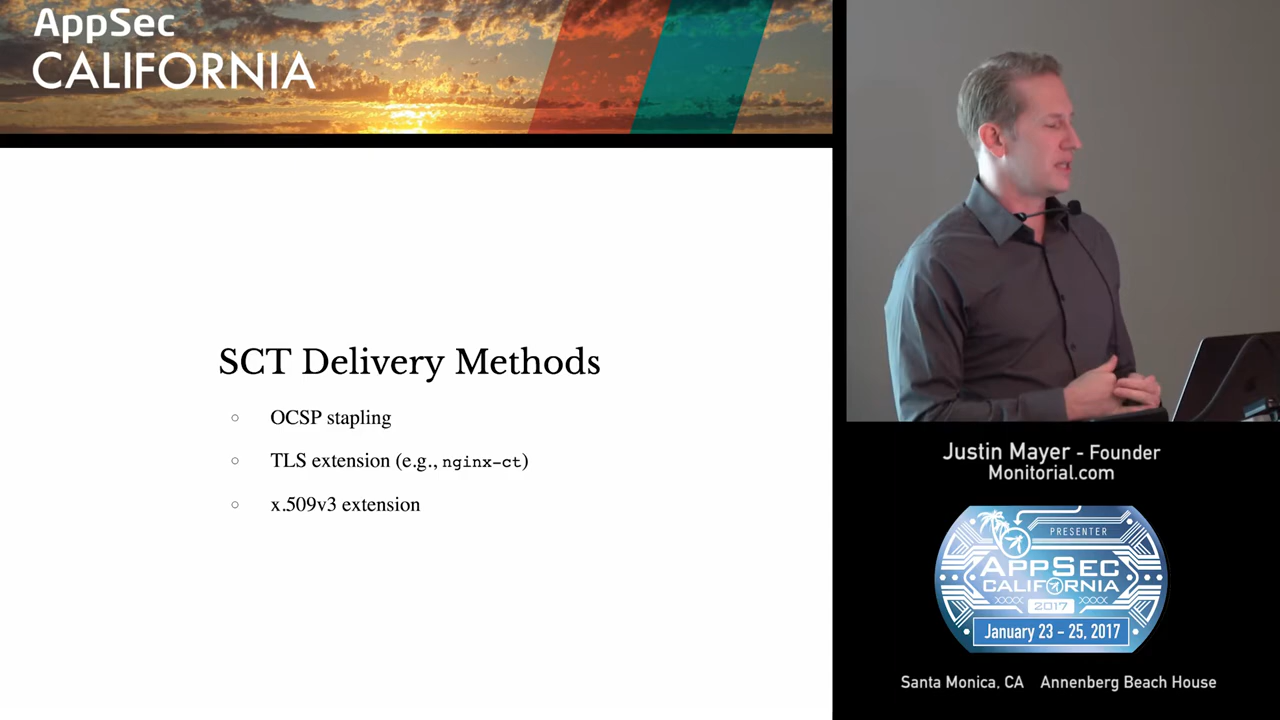 AppSec
CALIFORNIA
SCT Delivery Methods
OCSP stapling
TLS extension (e.g., nginx-ct)
x.509v3 extension
Justin Mayer - Founder
Monitorial.com
PRESENTER
APPSEC
CALIFORNIA
2017
January 23 - 25, 2017
Santa Monica, CA Annenberg Beach House